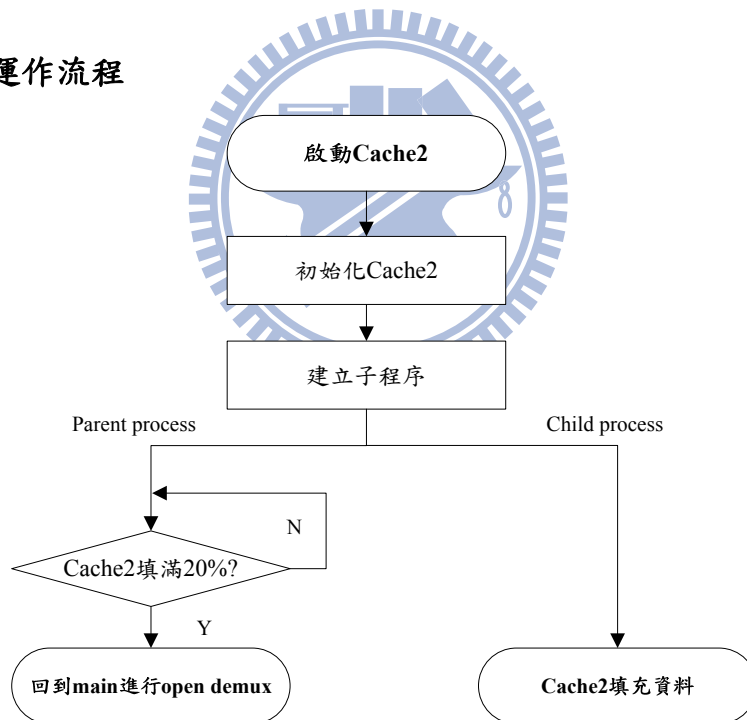 運作流程
啟動Cache2
初始化Cache2
建立子程序
Parent process
Child process
N
Cache2填滿20%?
Y
回到main進行open demux
Cache2填充資料